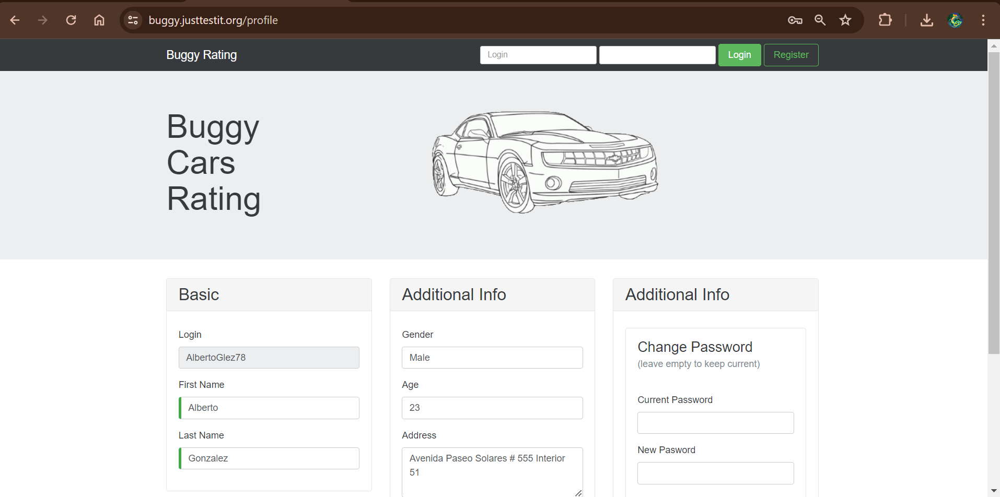 buggy.justtestit.org/profile
Buggy Rating
Login
Login
Register
Buggy
Cars
Rating
Basic
Login
AlbertoGlez78
First Name
Alberto
Last Name
Gonzalez
Additional Info
Gender
Male
Age
23
Address
Avenida Paseo Solares # 555 Interior
51
Additional Info
Change Password
(leave empty to keep current)
Current Password
New Pasword